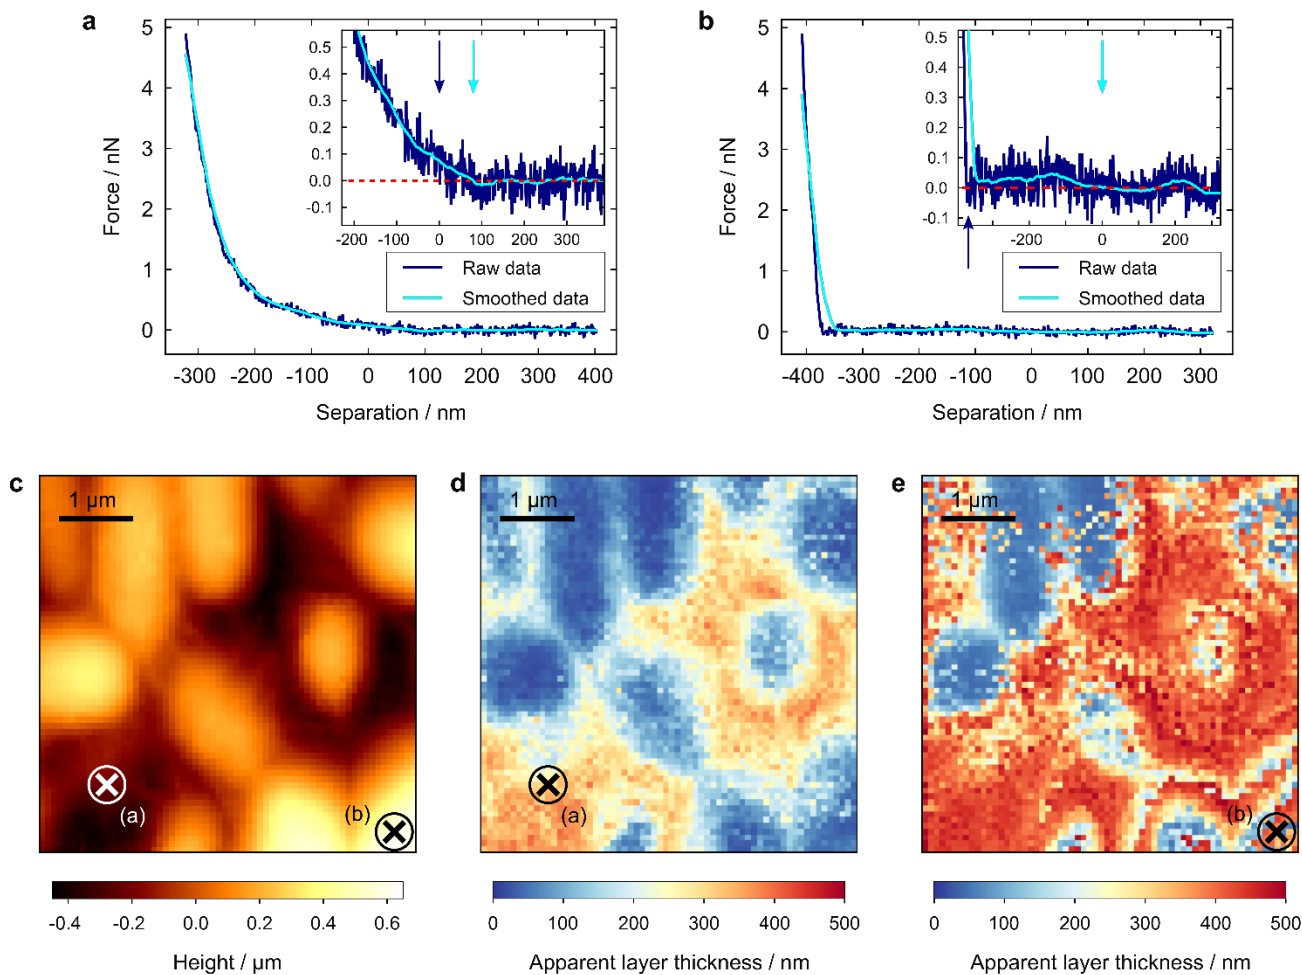 a
b
5
4
3
2
1
0
Force / nN
-300 -200 -100 0 100 200 300 400
Separation / nm
0.5
0.4
0.3
0.2
0.1
0.0
-0.1
-200 -100 0 100 200 300
Raw data
Smoothed data
5
4
3
2
1
0
Force / nN
-400 -300 -200 -100 0 100 200 300
Separation / nm
0.5
0.4
0.3
0.2
0.1
0.0
-0.1
-200 0 200
Raw data
Smoothed data
c
1 µm
(a)
(b)
-0.4 -0.2 0.0 0.2 0.4 0.6
Height / µm
d
1 µm
(a)
0 100 200 300 400 500
Apparent layer thickness / nm
e
1 µm
(b)
0 100 200 300 400 500
Apparent layer thickness / nm